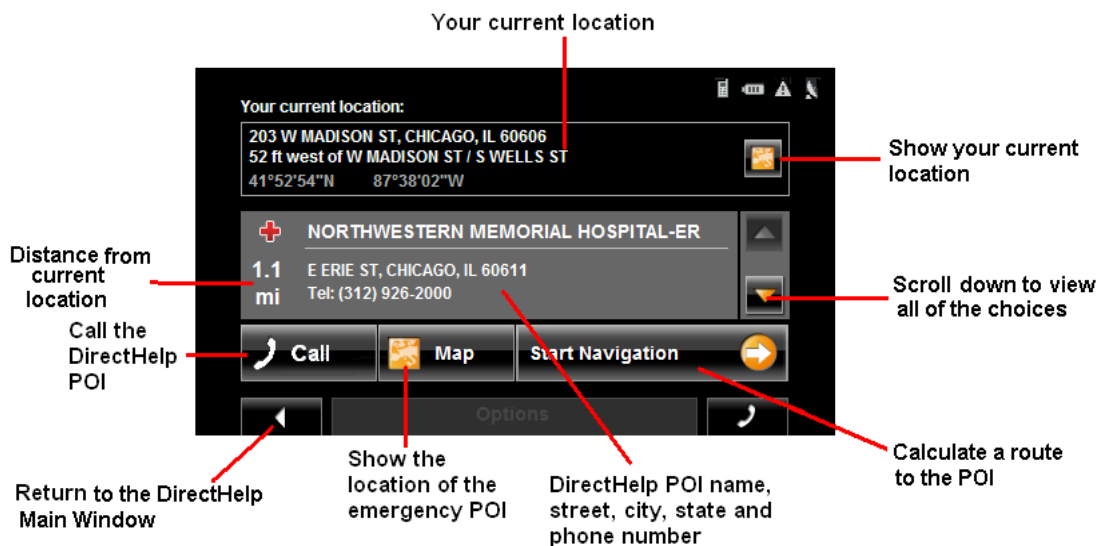 Your current location
Your current location:
203 W MADISON ST, CHICAGO, IL 60606
52 ft west of W MADISON ST / S WELLS ST
41°52'54"N 87°38'02"W
Show your current
location
NORTHWESTERN MEMORIAL HOSPITAL-ER
1.1
mi
E ERIE ST, CHICAGO, IL 60611
Tel: (312) 926-2000
Distance from
current
location
Scroll down to view
all of the choices
Call the
DirectHelp
POI
Call
Map
Start Navigation
Options
Return to the DirectHelp
Main Window
Show the
location of the
emergency POI
DirectHelp POI name,
street, city, state and
phone number
Calculate a route
to the POI